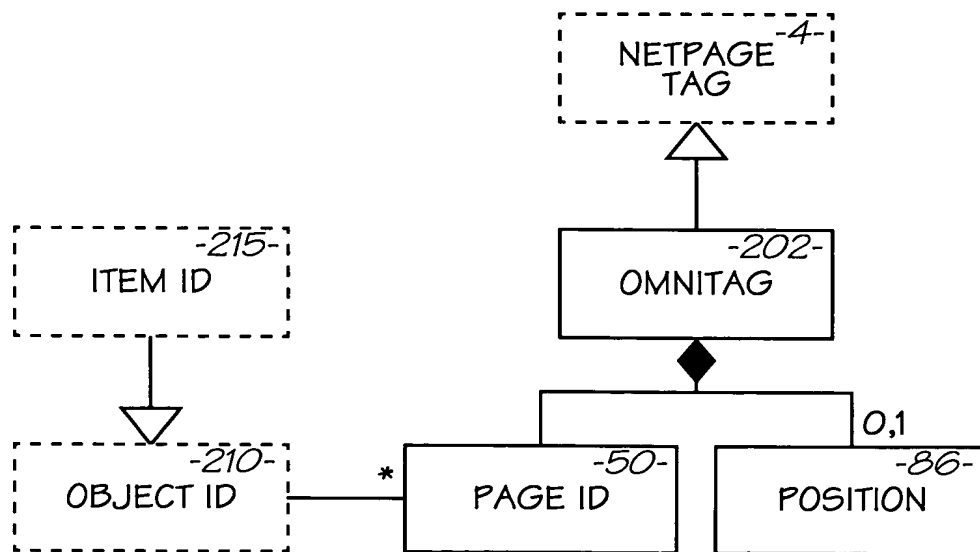 -4-
NETPAGE
TAG
-215-
ITEM ID
-202-
OMNITAG
0,1
-210-
OBJECT ID
*
-50-
PAGE ID
-86-
POSITION